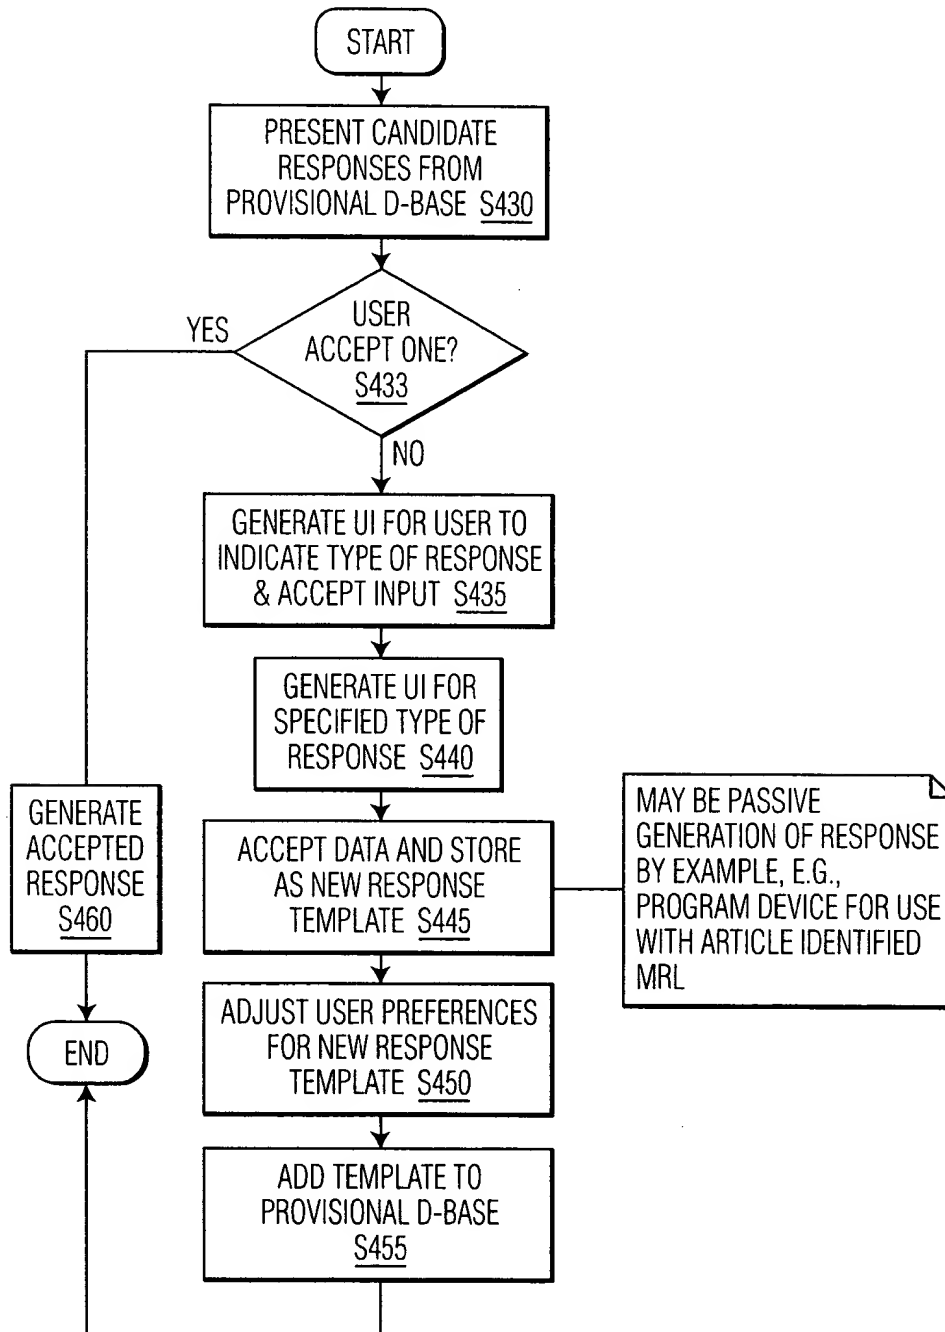 START
PRESENT CANDIDATE
RESPONSES FROM
PROVISIONAL D-BASE S430
YES
USER
ACCEPT ONE?
S433
NO
GENERATE UI FOR USER TO
INDICATE TYPE OF RESPONSE
& ACCEPT INPUT S435
GENERATE UI FOR
SPECIFIED TYPE OF
RESPONSE S440
GENERATE
ACCEPTED
RESPONSE
S460
ACCEPT DATA AND STORE
AS NEW RESPONSE
TEMPLATE S445
MAY BE PASSIVE
GENERATION OF RESPONSE
BY EXAMPLE, E.G.,
PROGRAM DEVICE FOR USE
WITH ARTICLE IDENTIFIED
MRL
END
ADJUST USER PREFERENCES
FOR NEW RESPONSE
TEMPLATE S450
ADD TEMPLATE TO
PROVISIONAL D-BASE
S455